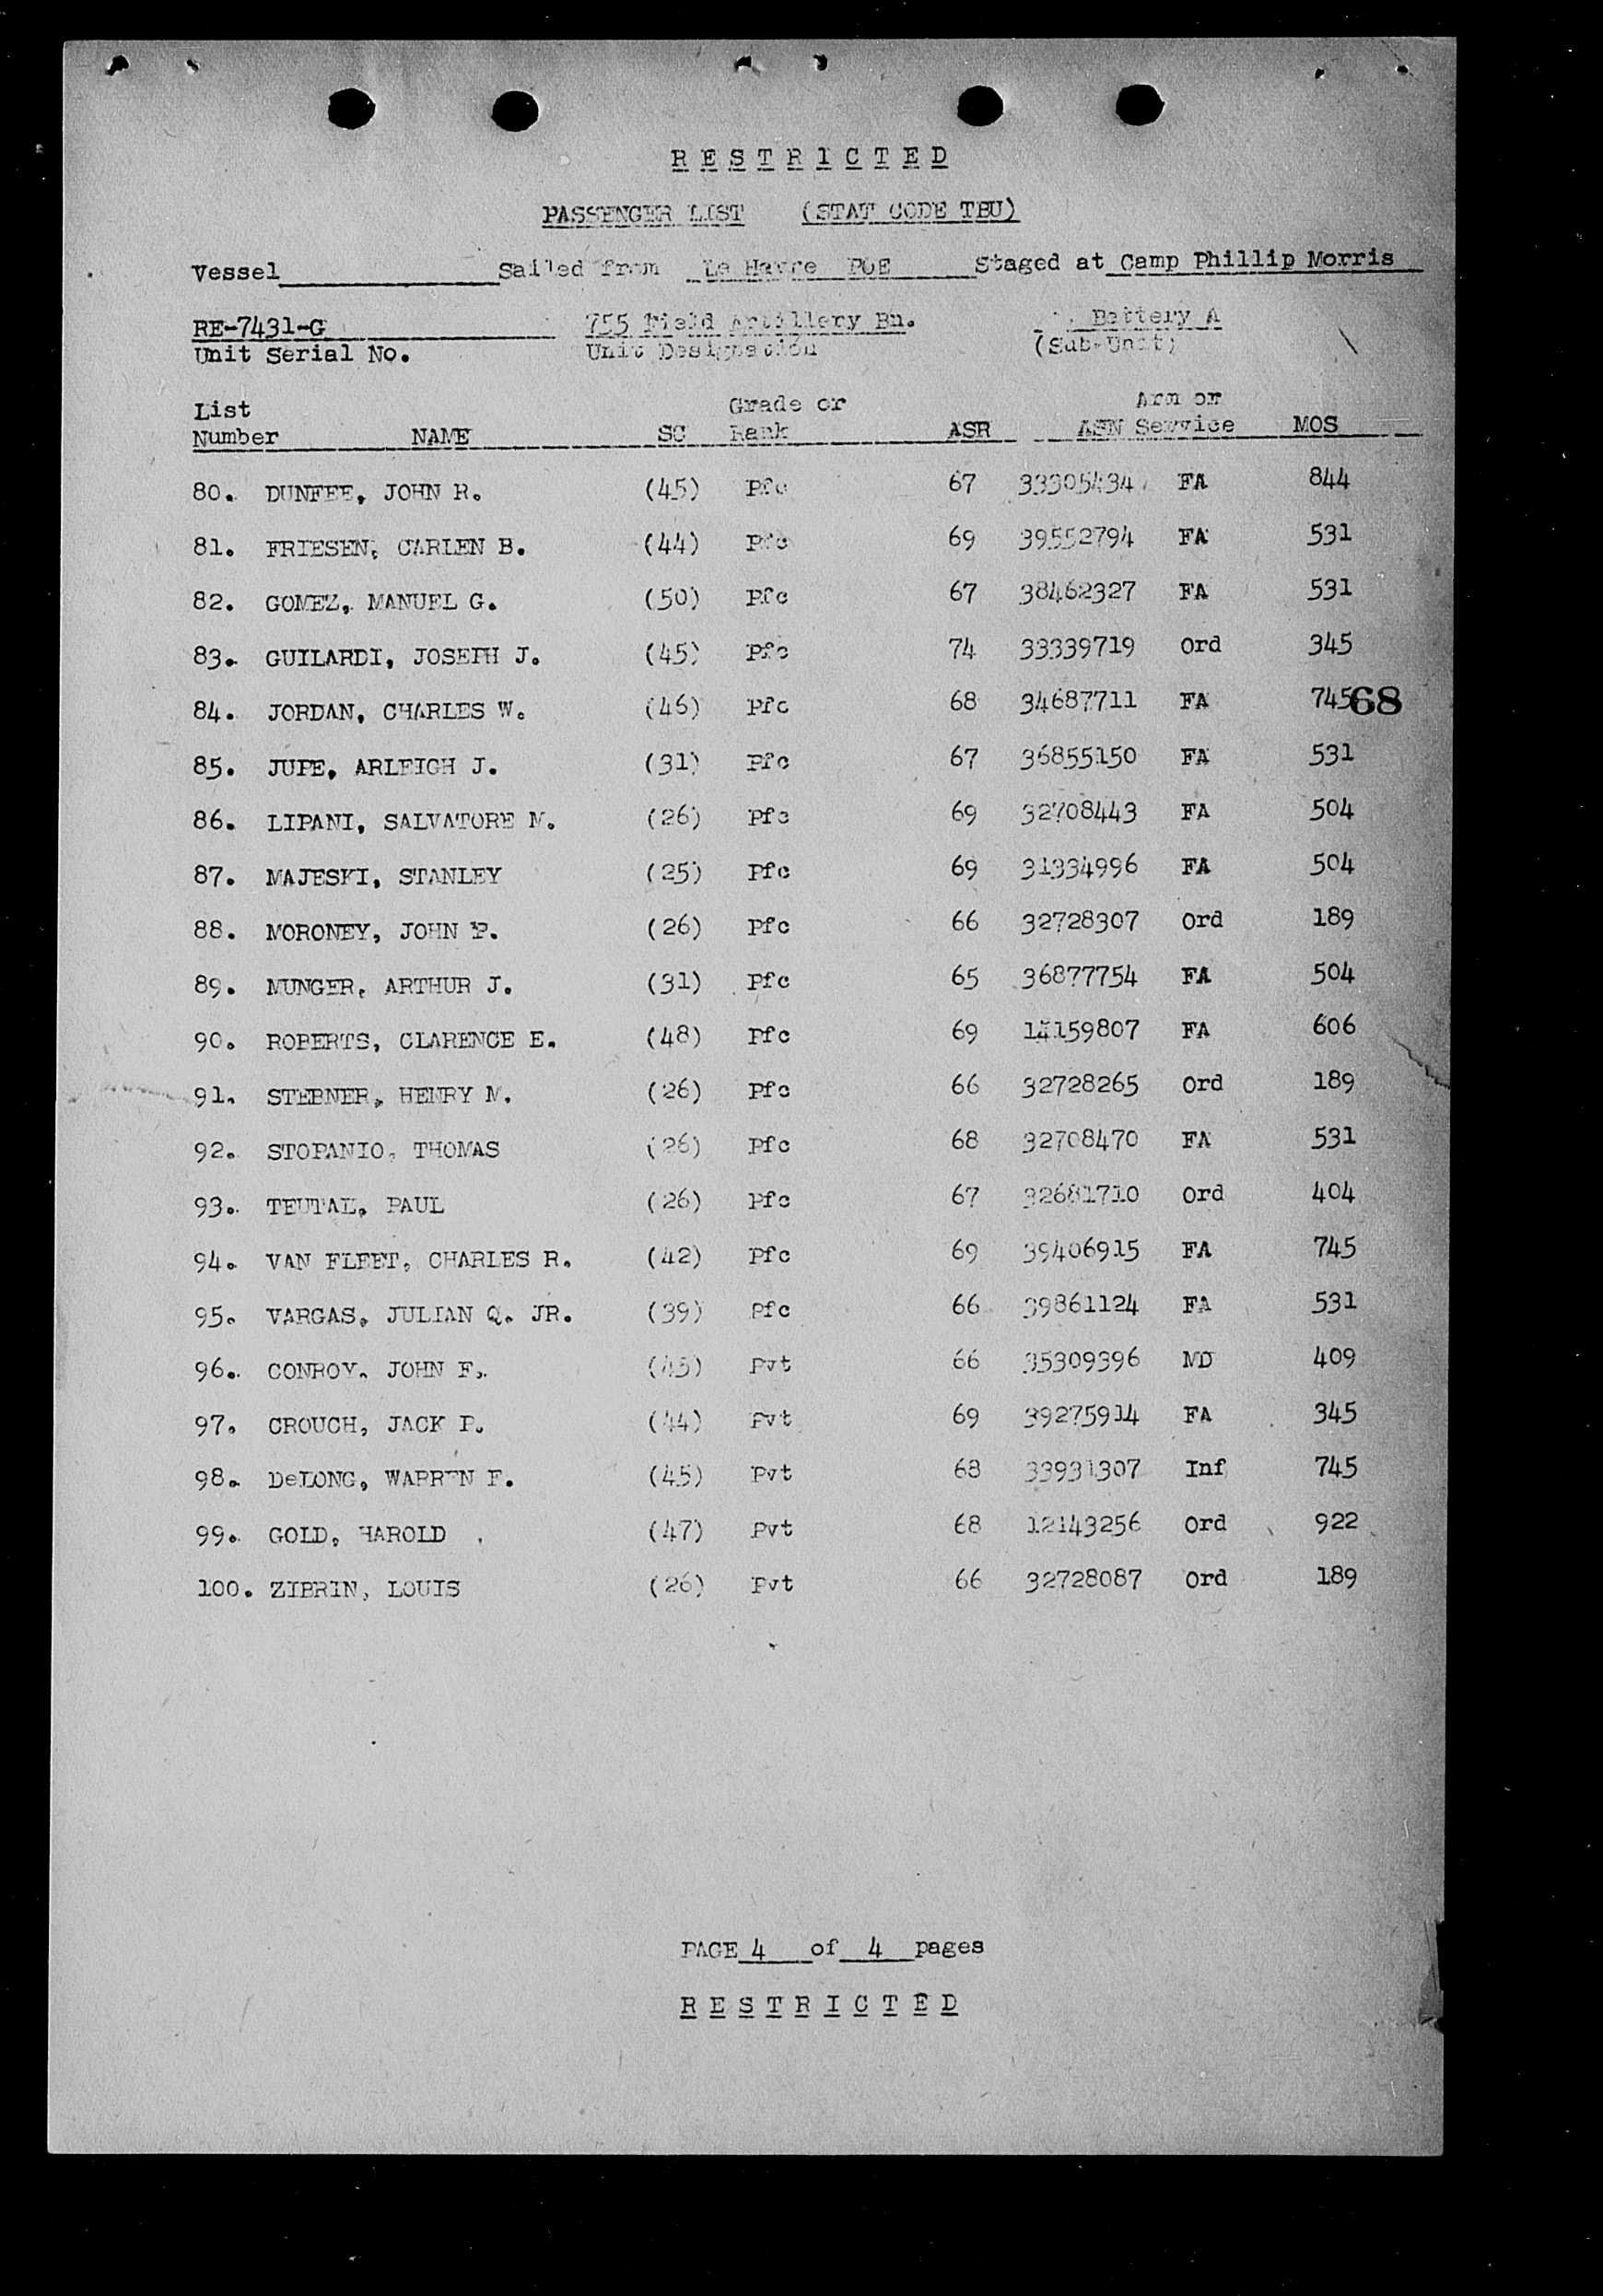 RESTRICTED
PASSENGER LIST (STAT CODE TBU)
Vessel Sailed from Le Havre POE Staged at Camp Phillip Morris
RE-7431-G 755 Field Artillery Bn. Battery A
Unit Serial No. Unit Designation (Sub-Unit)
List Grade or Arm or
Number NAME SC Rank ASR ASN Service MOS
80. DUNFEE, JOHN R. (45) Pfc 67 33305434 FA 844
81. FRIESEN, CARLEN B. (44) Pfc 69 39552794 FA 531
82. GOMEZ, MANUEL G. (50) Pfc 67 38462327 FA 531
83. GUILARDI, JOSEPH J. (45) Pfc 74 33339719 Ord 345
84. JORDAN, CHARLES W. (46) Pfc 68 34687711 FA 745 68
85. JUPE, ARLEIGH J. (31) Pfc 67 36855150 FA 531
86. LIPANI, SALVATORE M. (26) Pfc 69 32708443 FA 504
87. MAJESKI, STANLEY (25) Pfc 69 31334996 FA 504
88. MORONEY, JOHN P. (26) Pfc 66 32728307 Ord 189
89. MUNGER, ARTHUR J. (31) Pfc 65 36877754 FA 504
90. ROBERTS, CLARENCE E. (48) Pfc 69 14159807 FA 606
91. STEBNER, HENRY M. (26) Pfc 66 32728265 Ord 189
92. STOPANIO, THOMAS (26) Pfc 68 32708470 FA 531
93. TEUTAL, PAUL (26) Pfc 67 32681710 Ord 404
94. VAN FLEET, CHARLES R. (42) Pfc 69 39406915 FA 745
95. VARGAS, JULIAN Q. JR. (39) Pfc 66 39861124 FA 531
96. CONROY, JOHN F. (45) Pvt 66 35309396 MD 409
97. CROUCH, JACK P. (44) Pvt 69 39275914 FA 345
98. DeLONG, WARREN F. (45) Pvt 68 33931307 Inf 745
99. GOLD, HAROLD (47) Pvt 68 12143256 Ord 922
100. ZIBRIN, LOUIS (26) Pvt 66 32728087 Ord 189
PAGE 4 of 4 pages
RESTRICTED